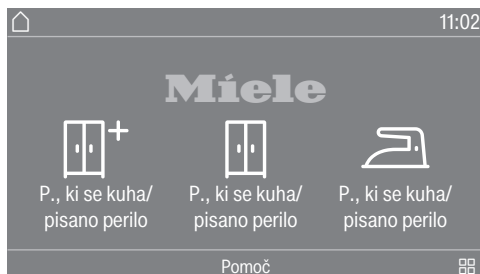 11:02
Miele
P., ki se kuha/
pisano perilo
P., ki se kuha/
pisano perilo
P., ki se kuha/
pisano perilo
Pomoč